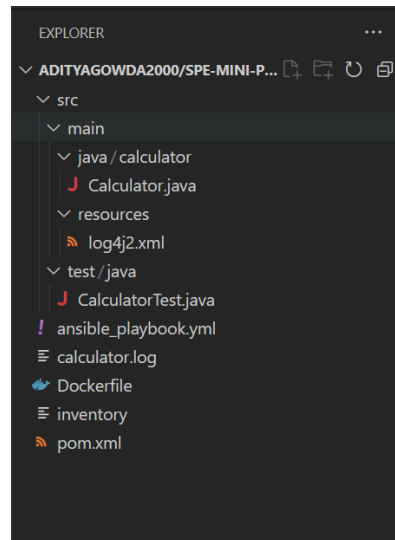 EXPLORER ...
ADITYAGOWDA2000/SPE-MINI-P...
src
main
java/calculator
J Calculator.java
resources
log4j2.xml
test/java
J CalculatorTest.java
! ansible_playbook.yml
calculator.log
Dockerfile
inventory
pom.xml